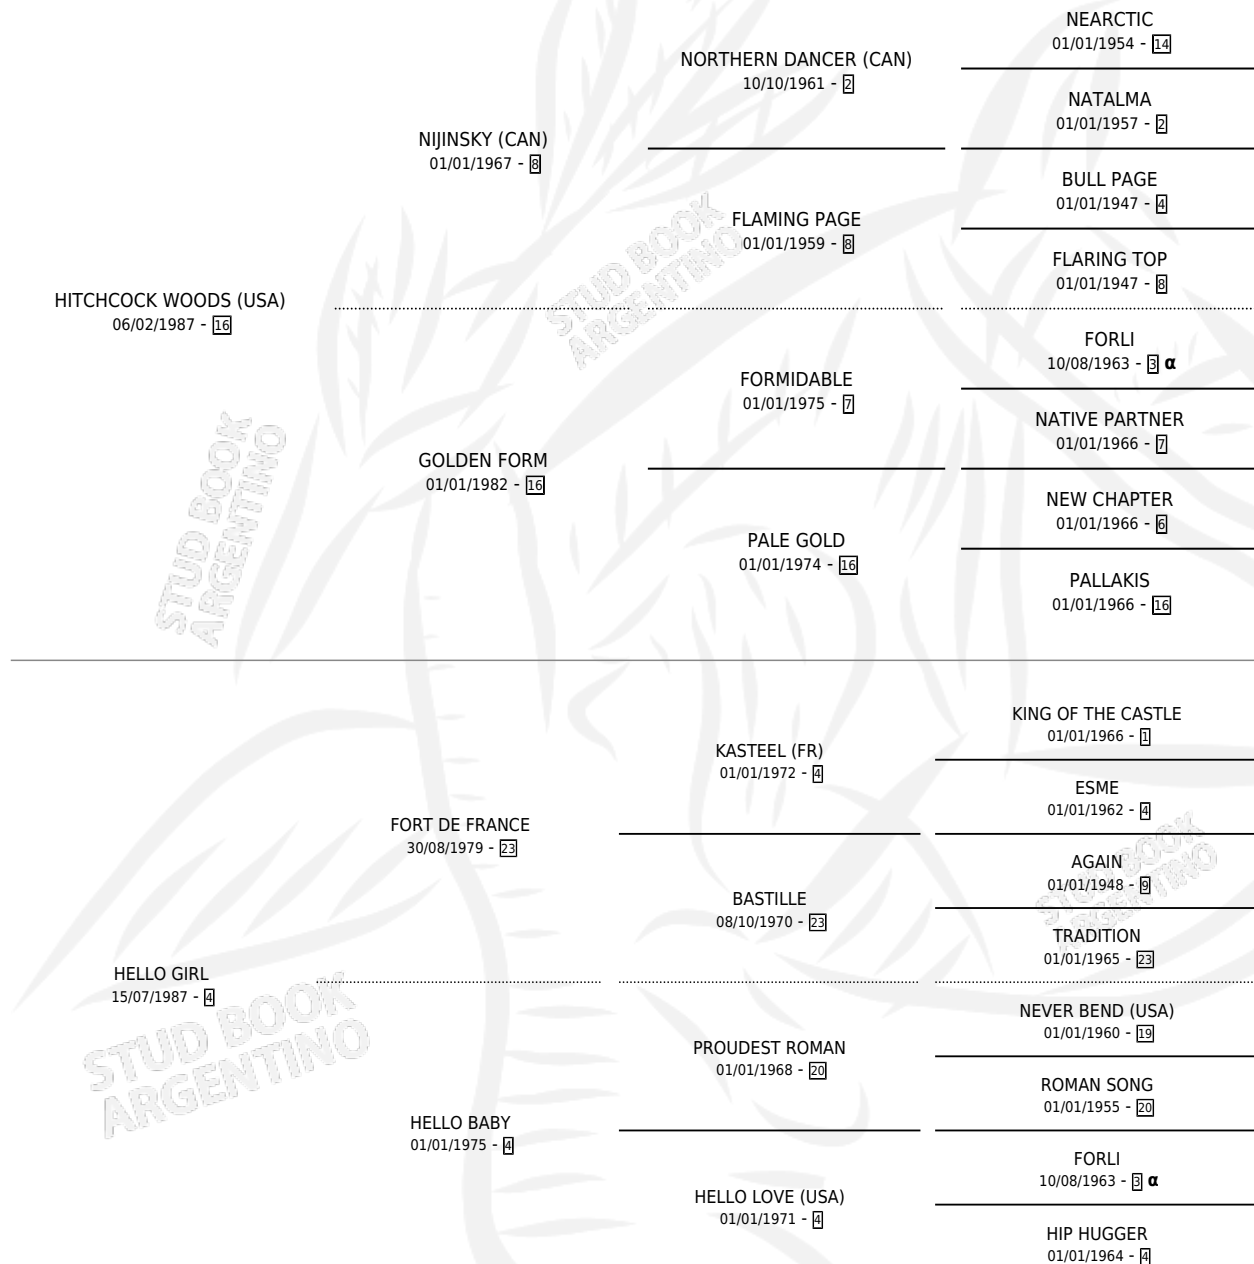 NEARCTIC
01/01/1954 - 14
NORTHERN DANCER (CAN)
10/10/1961 - 2
NATALMA
01/01/1957 - 2
NIJINSKY (CAN)
01/01/1967 - 8
BULL PAGE
01/01/1947 - 4
FLAMING PAGE
01/01/1959 - 8
FLARING TOP
01/01/1947 - 8
HITCHCOCK WOODS (USA)
06/02/1987 - 16
FORLI
10/08/1963 - 3 α
FORMIDABLE
01/01/1975 - 7
NATIVE PARTNER
01/01/1966 - 7
GOLDEN FORM
01/01/1982 - 16
NEW CHAPTER
01/01/1966 - 6
PALE GOLD
01/01/1974 - 16
PALLAKIS
01/01/1966 - 16
KING OF THE CASTLE
01/01/1966 - 1
KASTEEL (FR)
01/01/1972 - 4
ESME
01/01/1962 - 4
FORT DE FRANCE
30/08/1979 - 23
AGAIN
01/01/1948 - 9
BASTILLE
08/10/1970 - 23
TRADITION
01/01/1965 - 23
HELLO GIRL
15/07/1987 - 4
NEVER BEND (USA)
01/01/1960 - 19
PROUDEST ROMAN
01/01/1968 - 20
ROMAN SONG
01/01/1955 - 20
HELLO BABY
01/01/1975 - 4
FORLI
10/08/1963 - 3 α
HELLO LOVE (USA)
01/01/1971 - 4
HIP HUGGER
01/01/1964 - 4
STUD BOOK
ARGENTINO
STUD BOOK
ARGENTINO
STUD BOOK
ARGENTINO
STUD BOOK
ARGENTINO